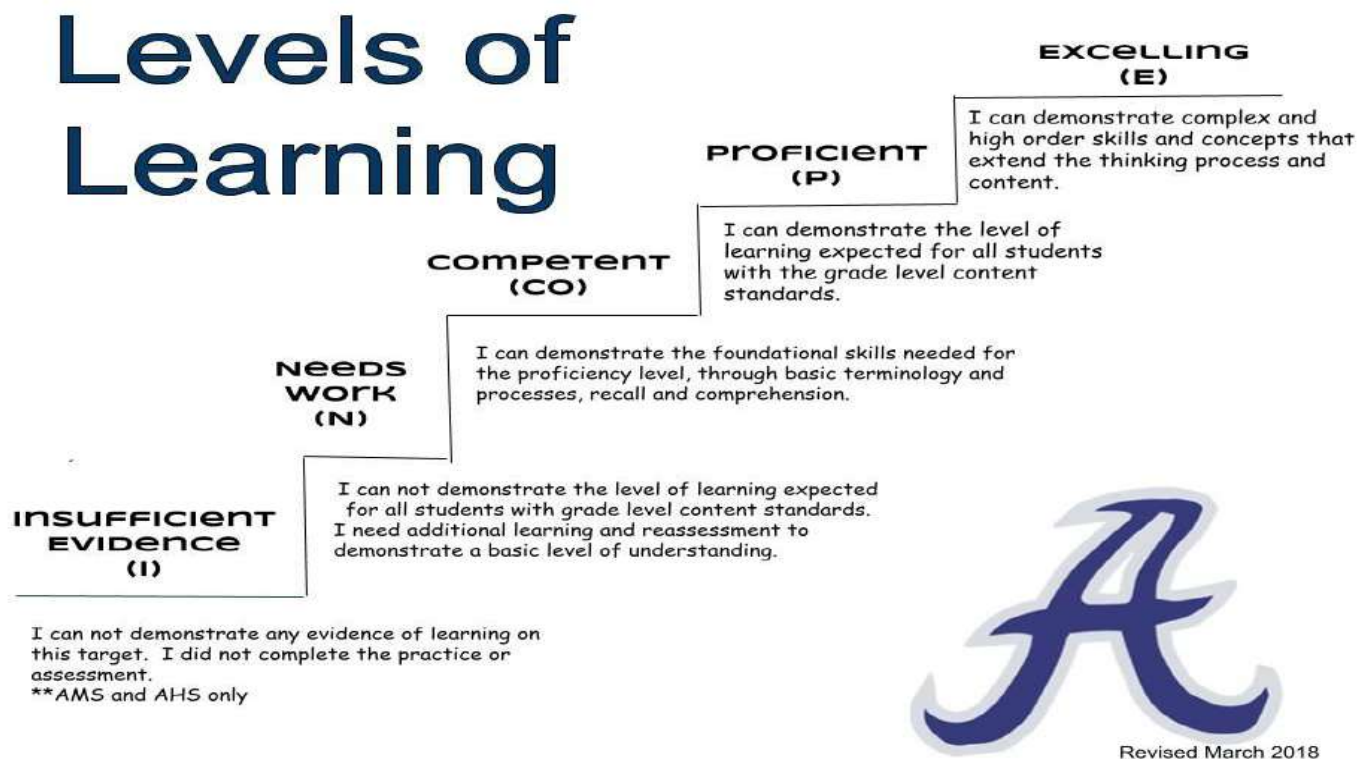 Levels of
Learning
EXCELLING
(E)
I can demonstrate complex and
high order skills and concepts that
extend the thinking process and
content.
PROFICIENT
(P)
I can demonstrate the level of
learning expected for all students
with the grade level content
standards.
COMPETENT
(CO)
I can demonstrate the foundational skills needed for
the proficiency level, through basic terminology and
processes, recall and comprehension.
NEEDS
WORK
(N)
I can not demonstrate the level of learning expected
for all students with grade level content standards.
I need additional learning and reassessment to
demonstrate a basic level of understanding.
INSUFFICIENT
EVIDENCE
(I)
I can not demonstrate any evidence of learning on
this target. I did not complete the practice or
assessment.
**AMS and AHS only
A
Revised March 2018